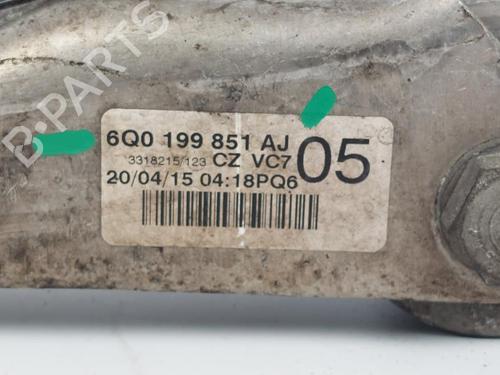 B-PARTS
6Q0 199 851 AJ
3318215/123 CZ VC7 05
20/04/15 04:18PQ6